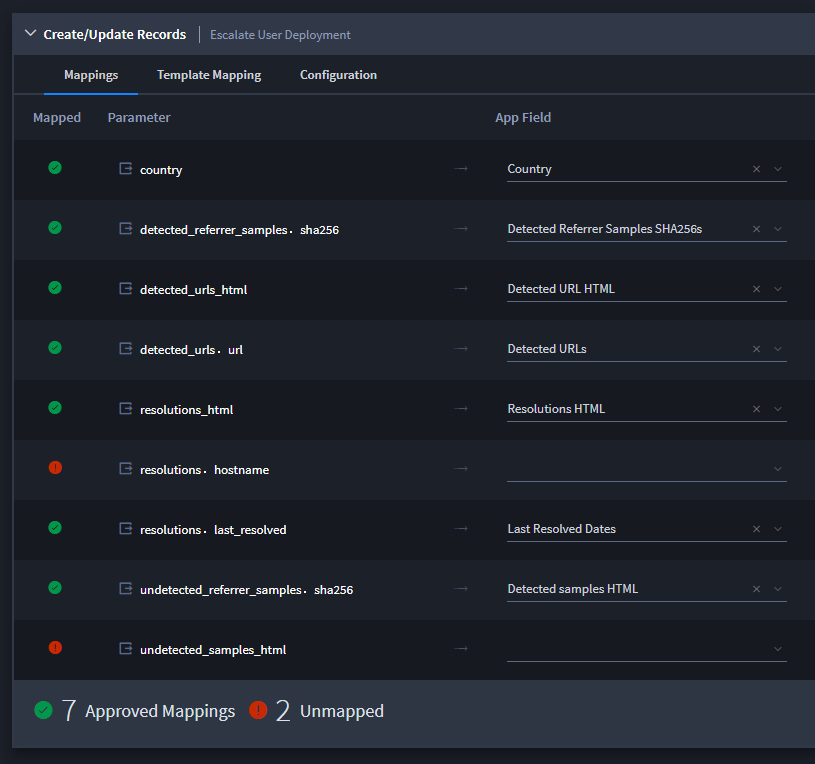 Create/Update Records | Escalate User Deployment
Mappings Template Mapping Configuration
Mapped Parameter App Field
country → Country × 
detected_referrer_samples. sha256 → Detected Referrer Samples SHA256s ×
detected_urls_html → Detected URL HTML ×
detected_urls. url → Detected URLs ×
resolutions_html → Resolutions HTML ×
resolutions. hostname →
resolutions. last_resolved → Last Resolved Dates ×
undetected_referrer_samples. sha256 → Detected samples HTML ×
undetected_samples_html →
7 Approved Mappings 2 Unmapped